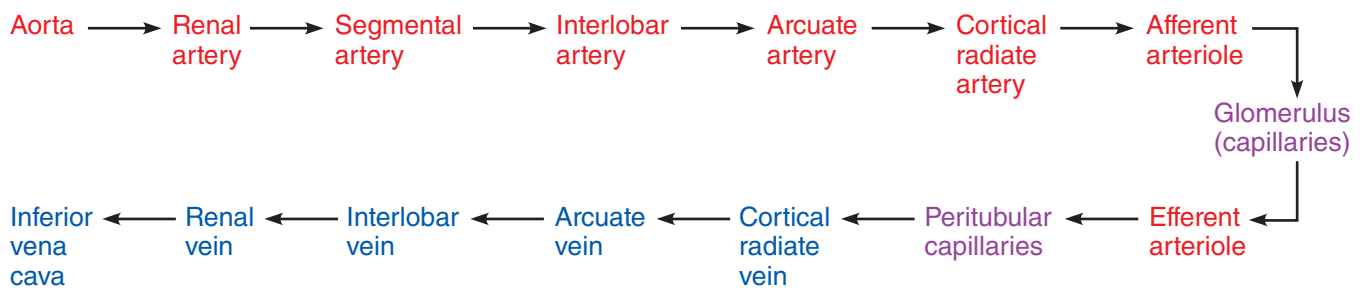 Aorta Renal Segmental Interlobar Arcuate Cortical Afferent
artery artery artery artery radiate arteriole
artery
Glomerulus
(capillaries)
Inferior Renal Interlobar Arcuate Cortical Peritubular Efferent
vena vein vein vein radiate capillaries arteriole
cava vein